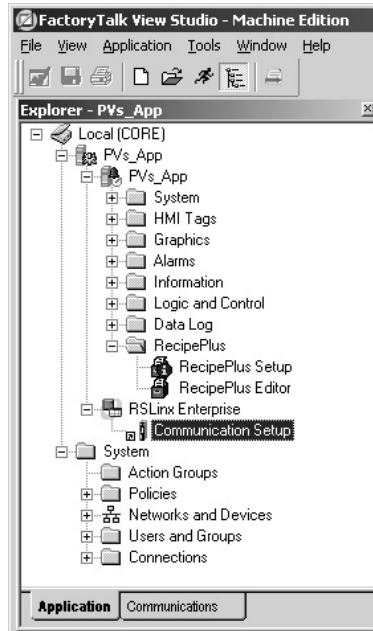 FactoryTalk View Studio - Machine Edition
File View Application Tools Window Help
Explorer - PVs_App
Local (CORE)
PVs_App
PVs_App
System
HMI Tags
Graphics
Alarms
Information
Logic and Control
Data Log
RecipePlus
RecipePlus Setup
RecipePlus Editor
RSLinx Enterprise
Communication Setup
System
Action Groups
Policies
Networks and Devices
Users and Groups
Connections
Application Communications